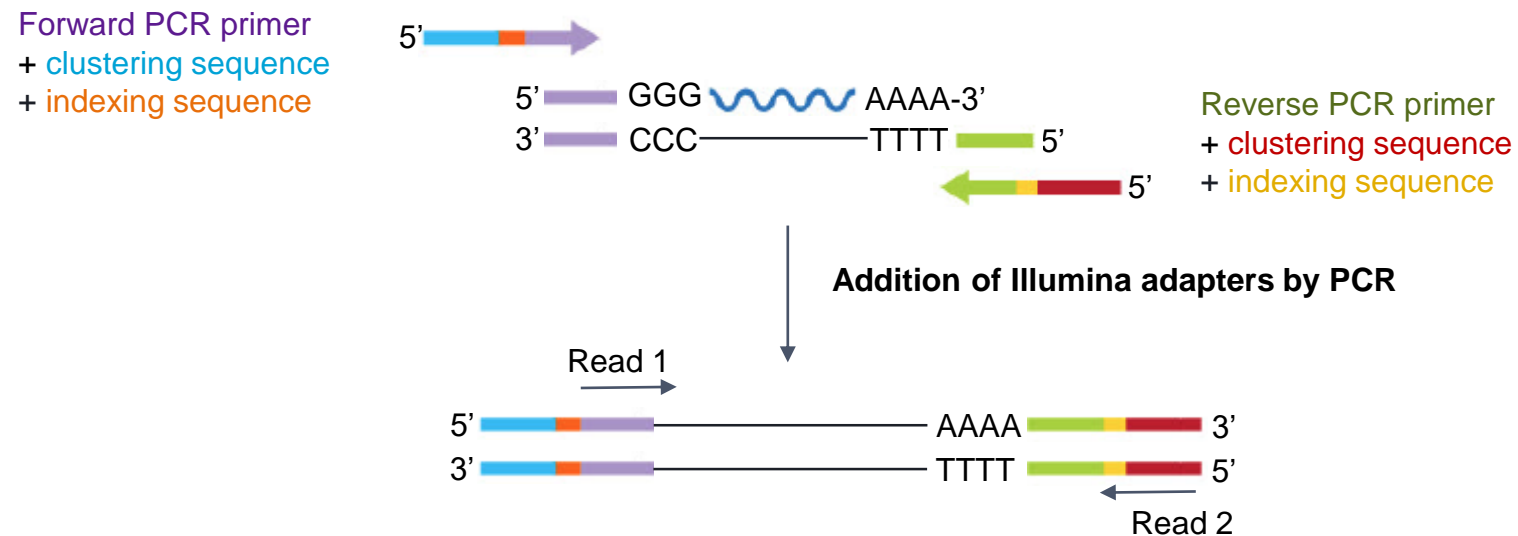 Forward PCR primer
+ clustering sequence
+ indexing sequence
5’
5’ GGG AAAA-3’
3’ CCC TTTT 5’
5’
Reverse PCR primer
+ clustering sequence
+ indexing sequence
Addition of Illumina adapters by PCR
Read 1
5’ AAAA 3’
3’ TTTT 5’
Read 2